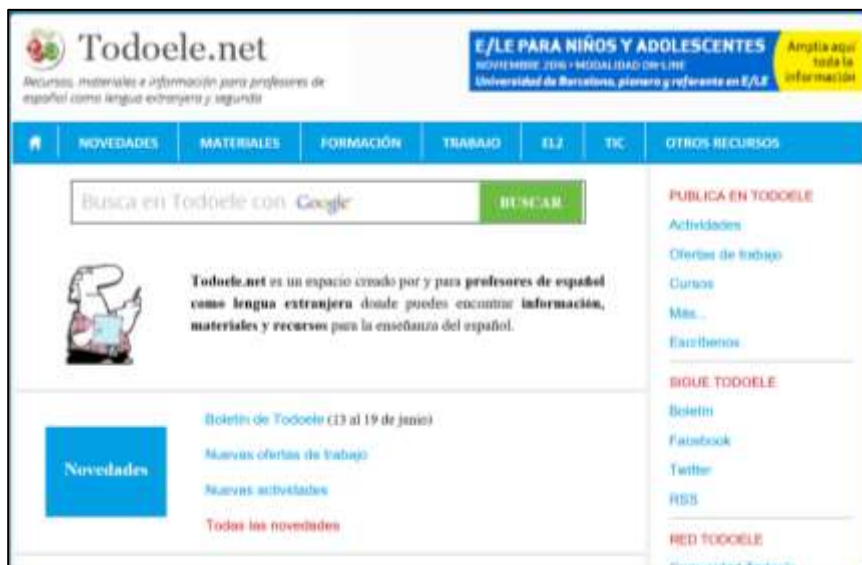 Todoele.net
Recursos, materiales e información para profesores de
español como lengua extranjera y segunda
E/LE PARA NIÑOS Y ADOLESCENTES
NOVIEMBRE 2016 • MODALIDAD ON-LINE
Universidad de Barcelona, pionero y referente en E/LE
Amplía aquí
toda la
información
NOVEDADES MATERIALES FORMACIÓN TRABAJO EL2 TIC OTROS RECURSOS
Busca en Todoele con Google BUSCAR
Todoele.net es un espacio creado por y para profesores de español
como lengua extranjera donde puedes encontrar información,
materiales y recursos para la enseñanza del español.
Novedades
Boletín de Todoele (13 al 19 de junio)
Nuevas ofertas de trabajo
Nuevas actividades
Todas las novedades
PUBLICA EN TODOELE
Actividades
Ofertas de trabajo
Cursos
Más...
Escríbenos
SIGUE TODOELE
Boletín
Facebook
Twitter
RSS
RED TODOELE